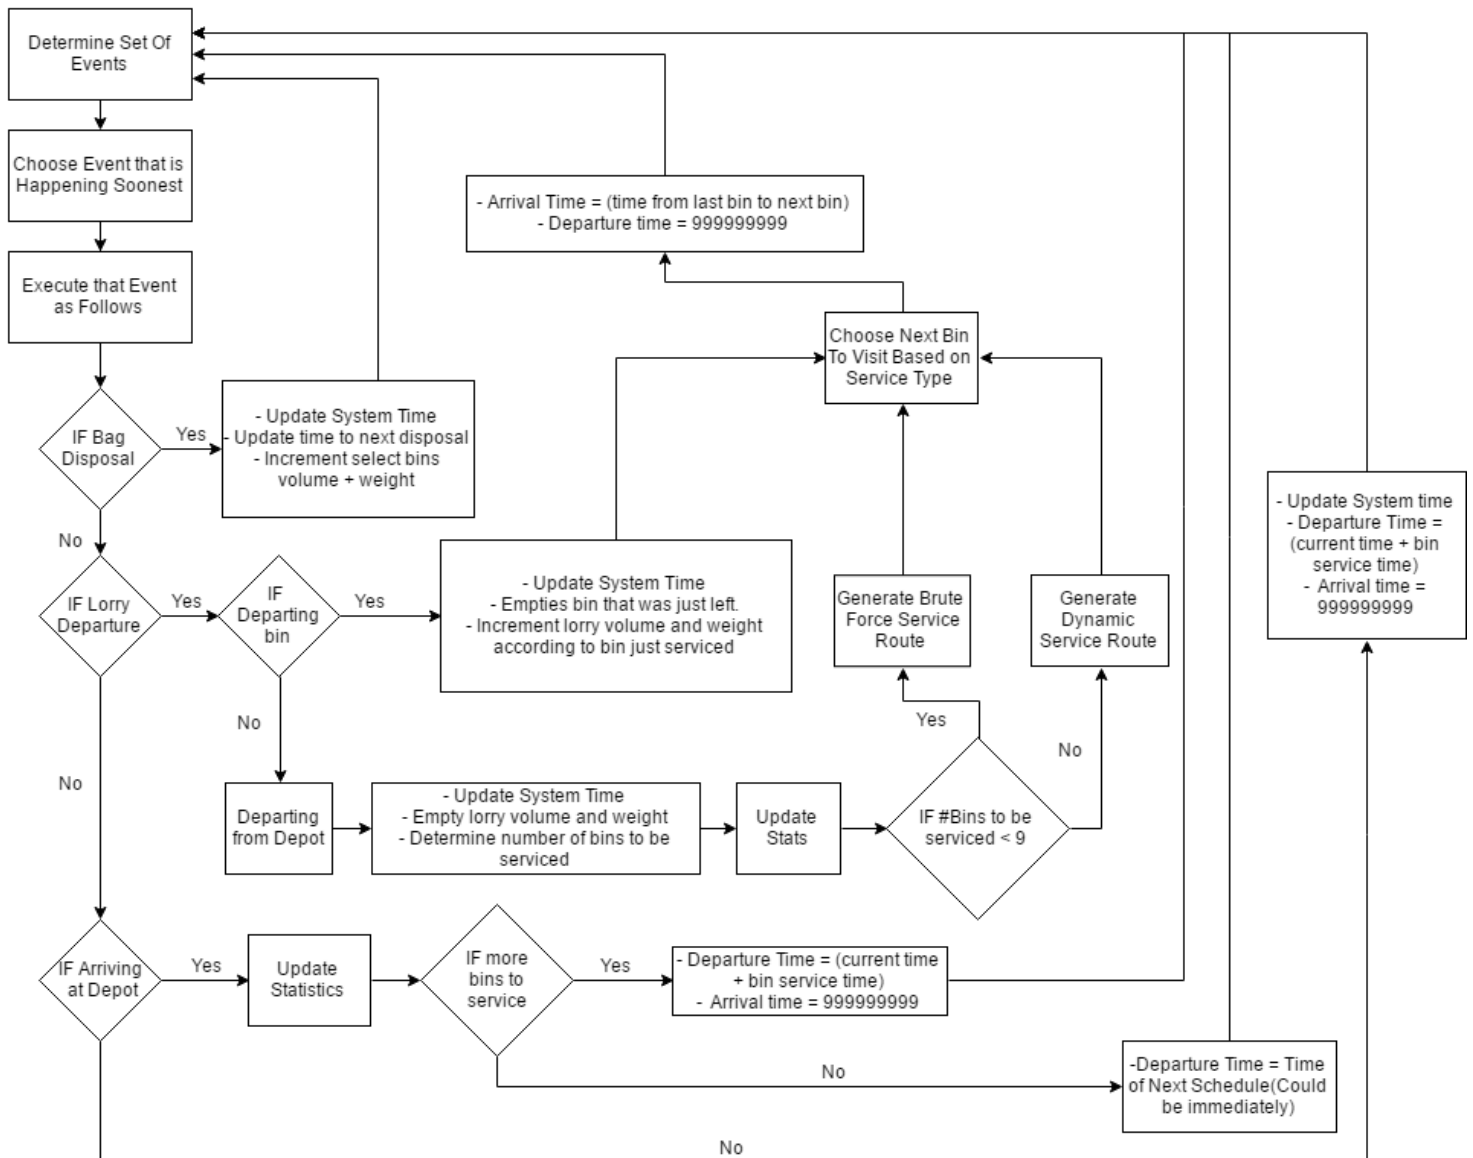 Determine Set Of
Events
Choose Event that is
Happening Soonest
Execute that Event
as Follows
- Arrival Time = (time from last bin to next bin)
- Departure time = 999999999
Choose Next Bin
To Visit Based on
Service Type
IF Bag
Disposal
Yes
- Update System Time
- Update time to next disposal
- Increment select bins
volume + weight
No
IF Lorry
Departure
Yes
IF
Departing
bin
Yes
- Update System Time
- Empties bin that was just left.
- Increment lorry volume and weight
according to bin just serviced
Generate Brute
Force Service
Route
Generate
Dynamic
Service Route
- Update System time
- Departure Time =
(current time + bin
service time)
- Arrival time =
999999999
No
Yes
No
No
Departing
from Depot
- Update System Time
- Empty lorry volume and weight
- Determine number of bins to be
serviced
Update
Stats
IF #Bins to be
serviced < 9
IF Arriving
at Depot
Yes
Update
Statistics
IF more
bins to
service
Yes
- Departure Time = (current time
+ bin service time)
- Arrival time = 999999999
No
-Departure Time = Time
of Next Schedule(Could
be immediately)
No